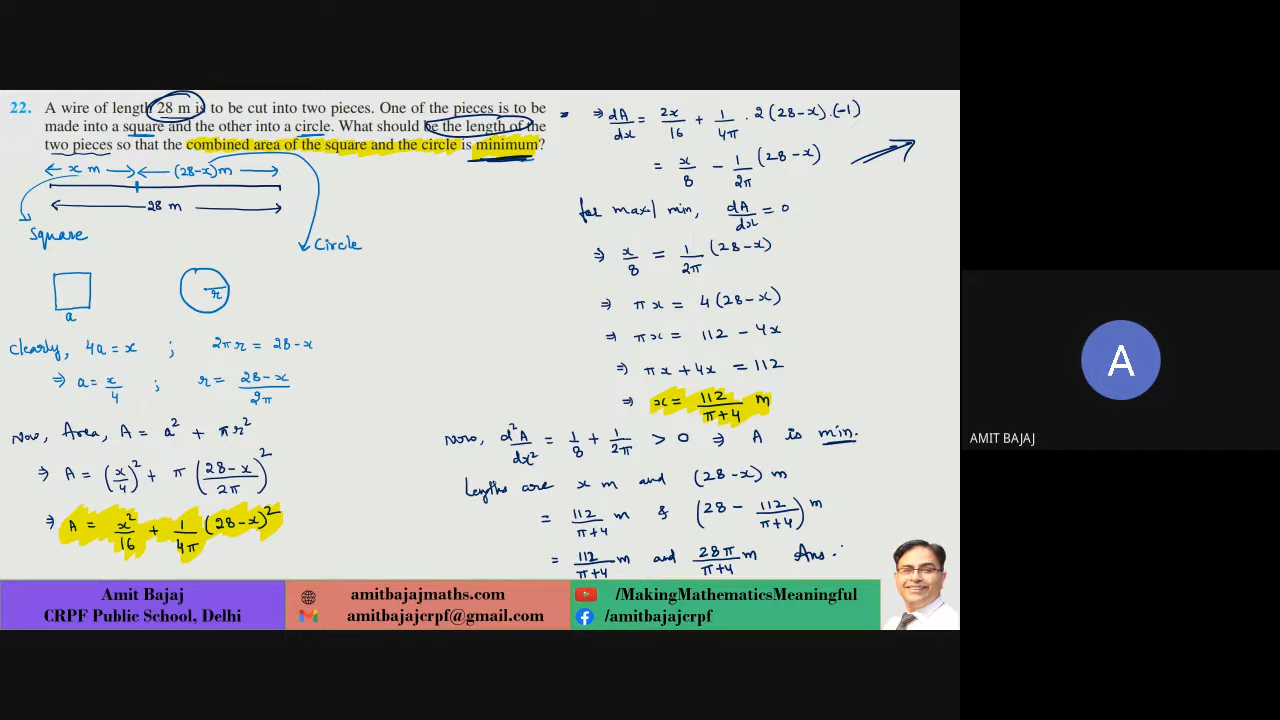 22. A wire of length 28 m is to be cut into two pieces. One of the pieces is to be
made into a square and the other into a circle. What should be the length of the
two pieces so that the combined area of the square and the circle is minimum?
x m (28-x)m
28 m
Square
Circle
r
a
Clearly, 4a = x ; 2πr = 28-x
⇒ a = x/4 ; r = (28-x)/2π
Now, Area, A = a² + πr²
⇒ A = (x/4)² + π((28-x)/2π)²
⇒ A = x²/16 + 1/4π (28-x)²
⇒ dA/dx = 2x/16 + 1/4π · 2(28-x)·(-1)
= x/8 - 1/2π (28-x)
for max/min, dA/dx = 0
⇒ x/8 = 1/2π (28-x)
⇒ πx = 4(28-x)
⇒ πx = 112 - 4x
⇒ πx + 4x = 112
⇒ x = 112/(π+4) m
Now, d²A/dx² = 1/8 + 1/2π > 0 ⇒ A is min.
Lengths are x m and (28-x) m
= 112/(π+4) m & (28 - 112/(π+4)) m
= 112/(π+4) m and 28π/(π+4) m Ans.
A
AMIT BAJAJ
Amit Bajaj
CRPF Public School, Delhi
amitbajajmaths.com
amitbajajcrpf@gmail.com
/MakingMathematicsMeaningful
/amitbajajcrpf